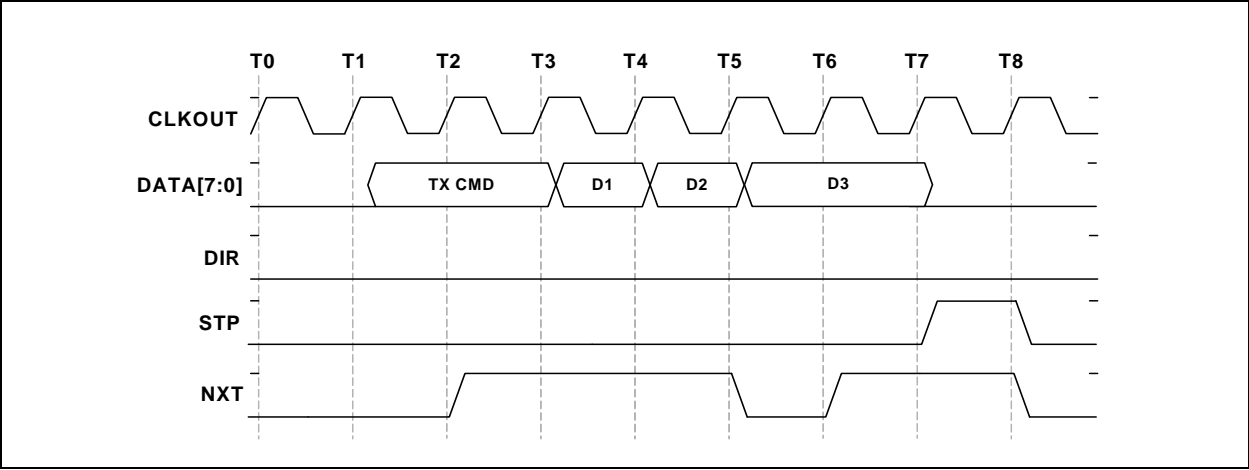 T0 T1 T2 T3 T4 T5 T6 T7 T8
CLKOUT
DATA[7:0] TX CMD D1 D2 D3
DIR
STP
NXT